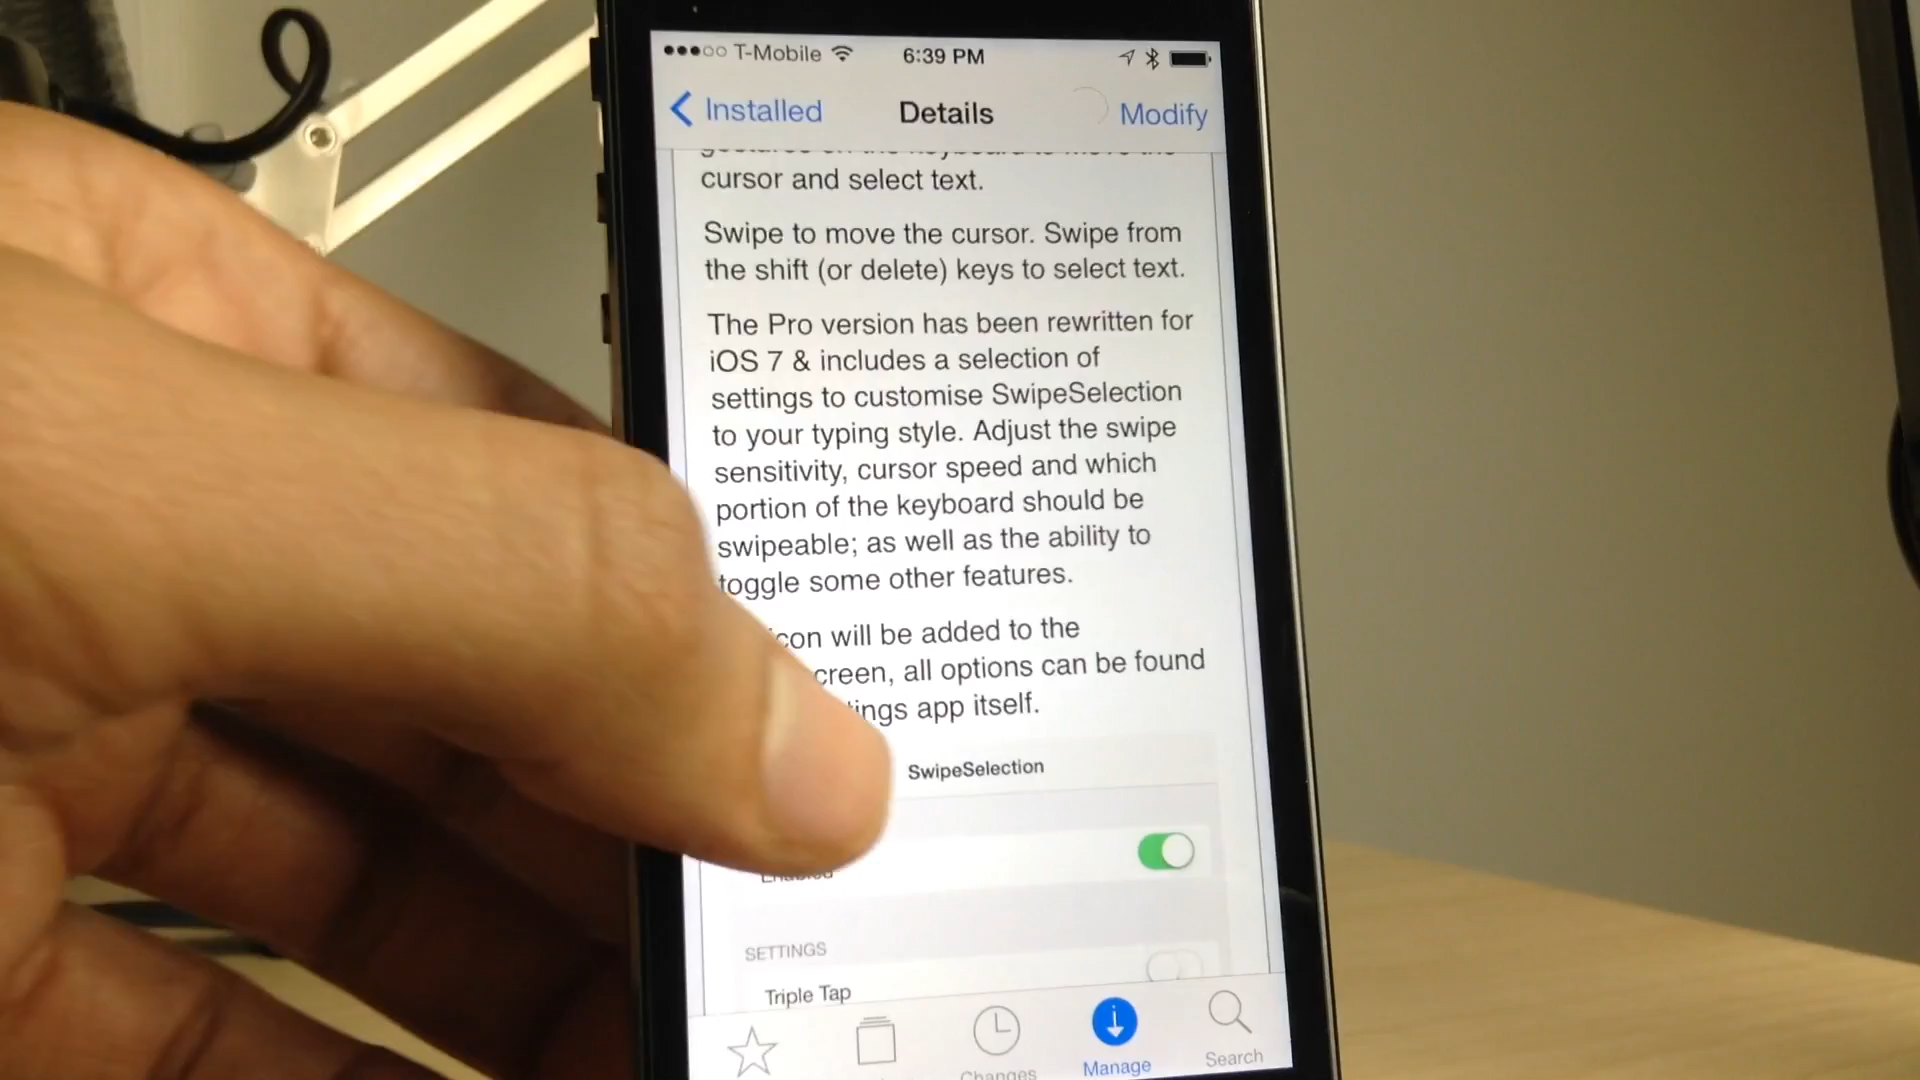 T-Mobile 6:39 PM
Installed Details Modify
cursor and select text.
Swipe to move the cursor. Swipe from
the shift (or delete) keys to select text.
The Pro version has been rewritten for
iOS 7 & includes a selection of
settings to customise SwipeSelection
to your typing style. Adjust the swipe
sensitivity, cursor speed and which
portion of the keyboard should be
swipeable; as well as the ability to
toggle some other features.
will be added to the
all options can be found
app itself.
SwipeSelection
Enabled
SETTINGS
Triple Tap
Changes Manage Search